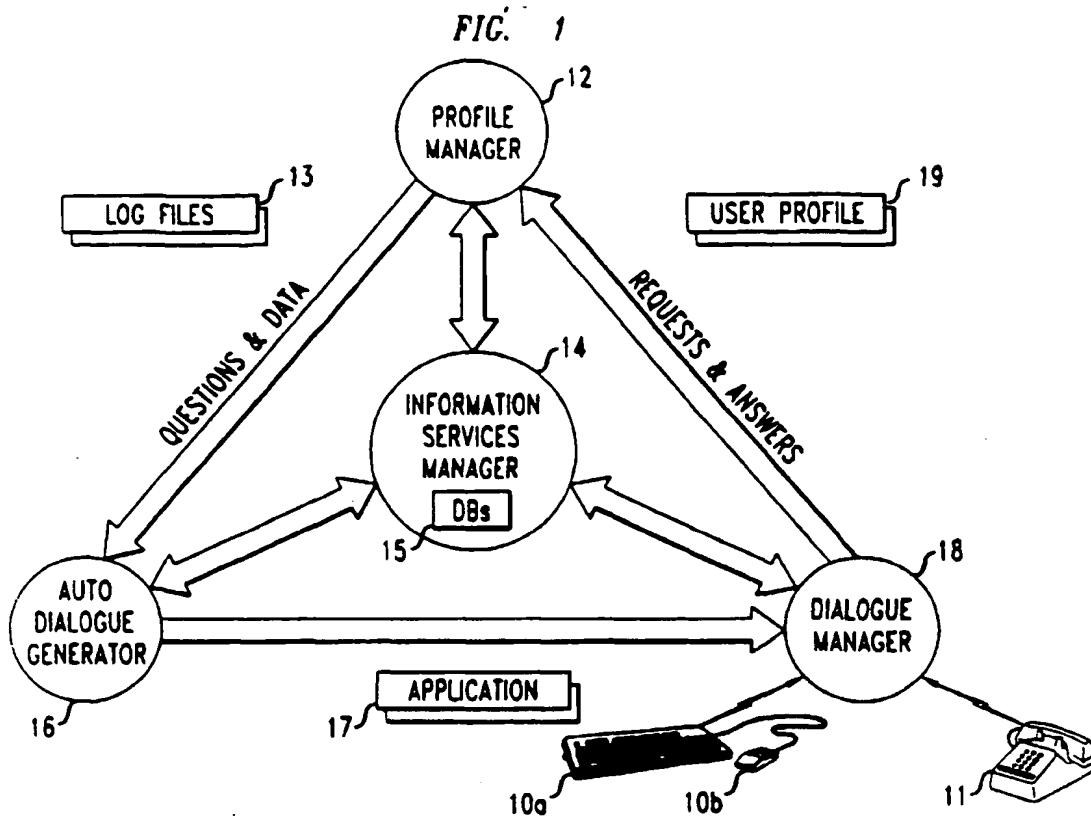 FIG. 1
12
PROFILE
MANAGER
13
LOG FILES
19
USER PROFILE
QUESTIONS & DATA
REQUESTS & ANSWERS
14
INFORMATION
SERVICES
MANAGER
DBs
15
AUTO
DIALOGUE
GENERATOR
16
18
DIALOGUE
MANAGER
APPLICATION
17
10a
10b
11